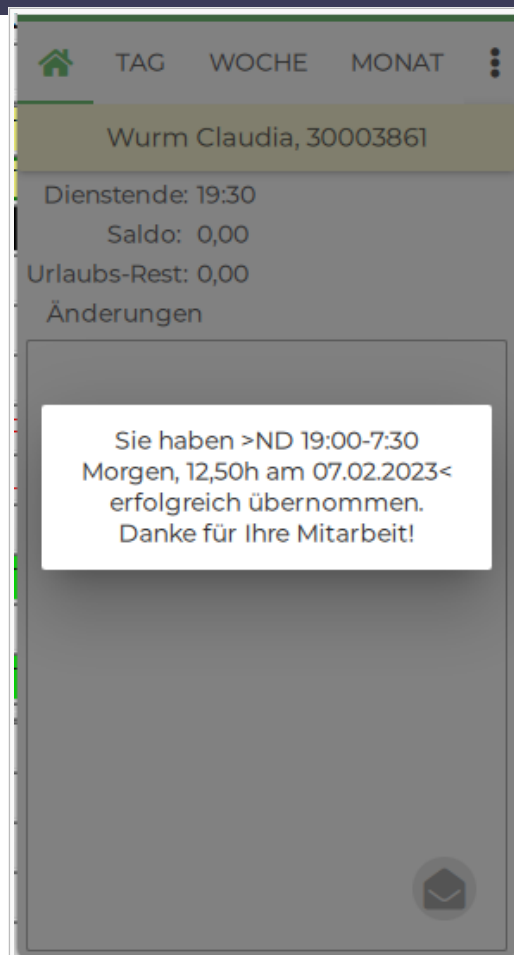 TAG WOCHE MONAT
Wurm Claudia, 30003861
Dienstende: 19:30
Saldo: 0,00
Urlaubs-Rest: 0,00
Änderungen
Sie haben >ND 19:00-7:30
Morgen, 12,50h am 07.02.2023<
erfolgreich übernommen.
Danke für Ihre Mitarbeit!